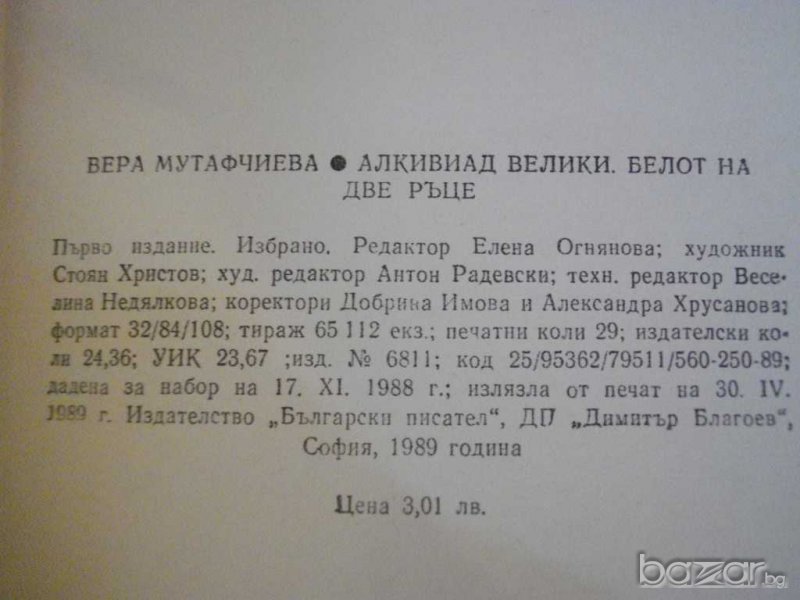 ВЕРА МУТАФЧИЕВА ● АЛКИВИАД ВЕЛИКИ. БЕЛОТ НА
ДВЕ РЪЦЕ
Първо издание. Избрано. Редактор Елена Огнянова; художник
Стоян Христов; худ. редактор Антон Радевски; техн. редактор Весе-
лина Недялкова; коректори Добрина Имова и Александра Хрусанова;
формат 32/84/108; тираж 65 112 екз.; печатни коли 29; издателски ко-
ли 24,36; УИК 23,67 ;изд. № 6811; код 25/95362/79511/560-250-89;
дадена за набор на 17. XI. 1988 г.; излязла от печат на 30. IV.
1989 г. Издателство „Български писател“, ДП „Димитър Благоев“,
София, 1989 година
Цена 3,01 лв.
bazar.bg